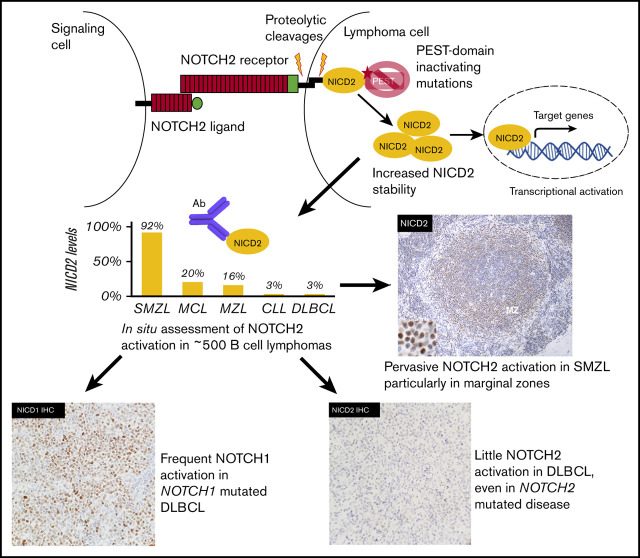 Signaling
cell
Proteolytic
cleavages
Lymphoma cell
NOTCH2 receptor
NICD2
PEST
PEST-domain
inactivating
mutations
NOTCH2 ligand
NICD2
NICD2
NICD2
Increased NICD2
stability
NICD2
Target genes
Transcriptional activation
NICD2 levels
100%
50%
0%
92%
20%
16%
3%
3%
SMZL
MCL
MZL
CLL
DLBCL
Ab
NICD2
In situ assessment of NOTCH2
activation in ~500 B cell lymphomas
NICD2
MZ
Pervasive NOTCH2 activation in SMZL
particularly in marginal zones
NICD1 IHC
Frequent NOTCH1
activation in
NOTCH1 mutated
DLBCL
NICD2 IHC
Little NOTCH2
activation in DLBCL,
even in NOTCH2
mutated disease